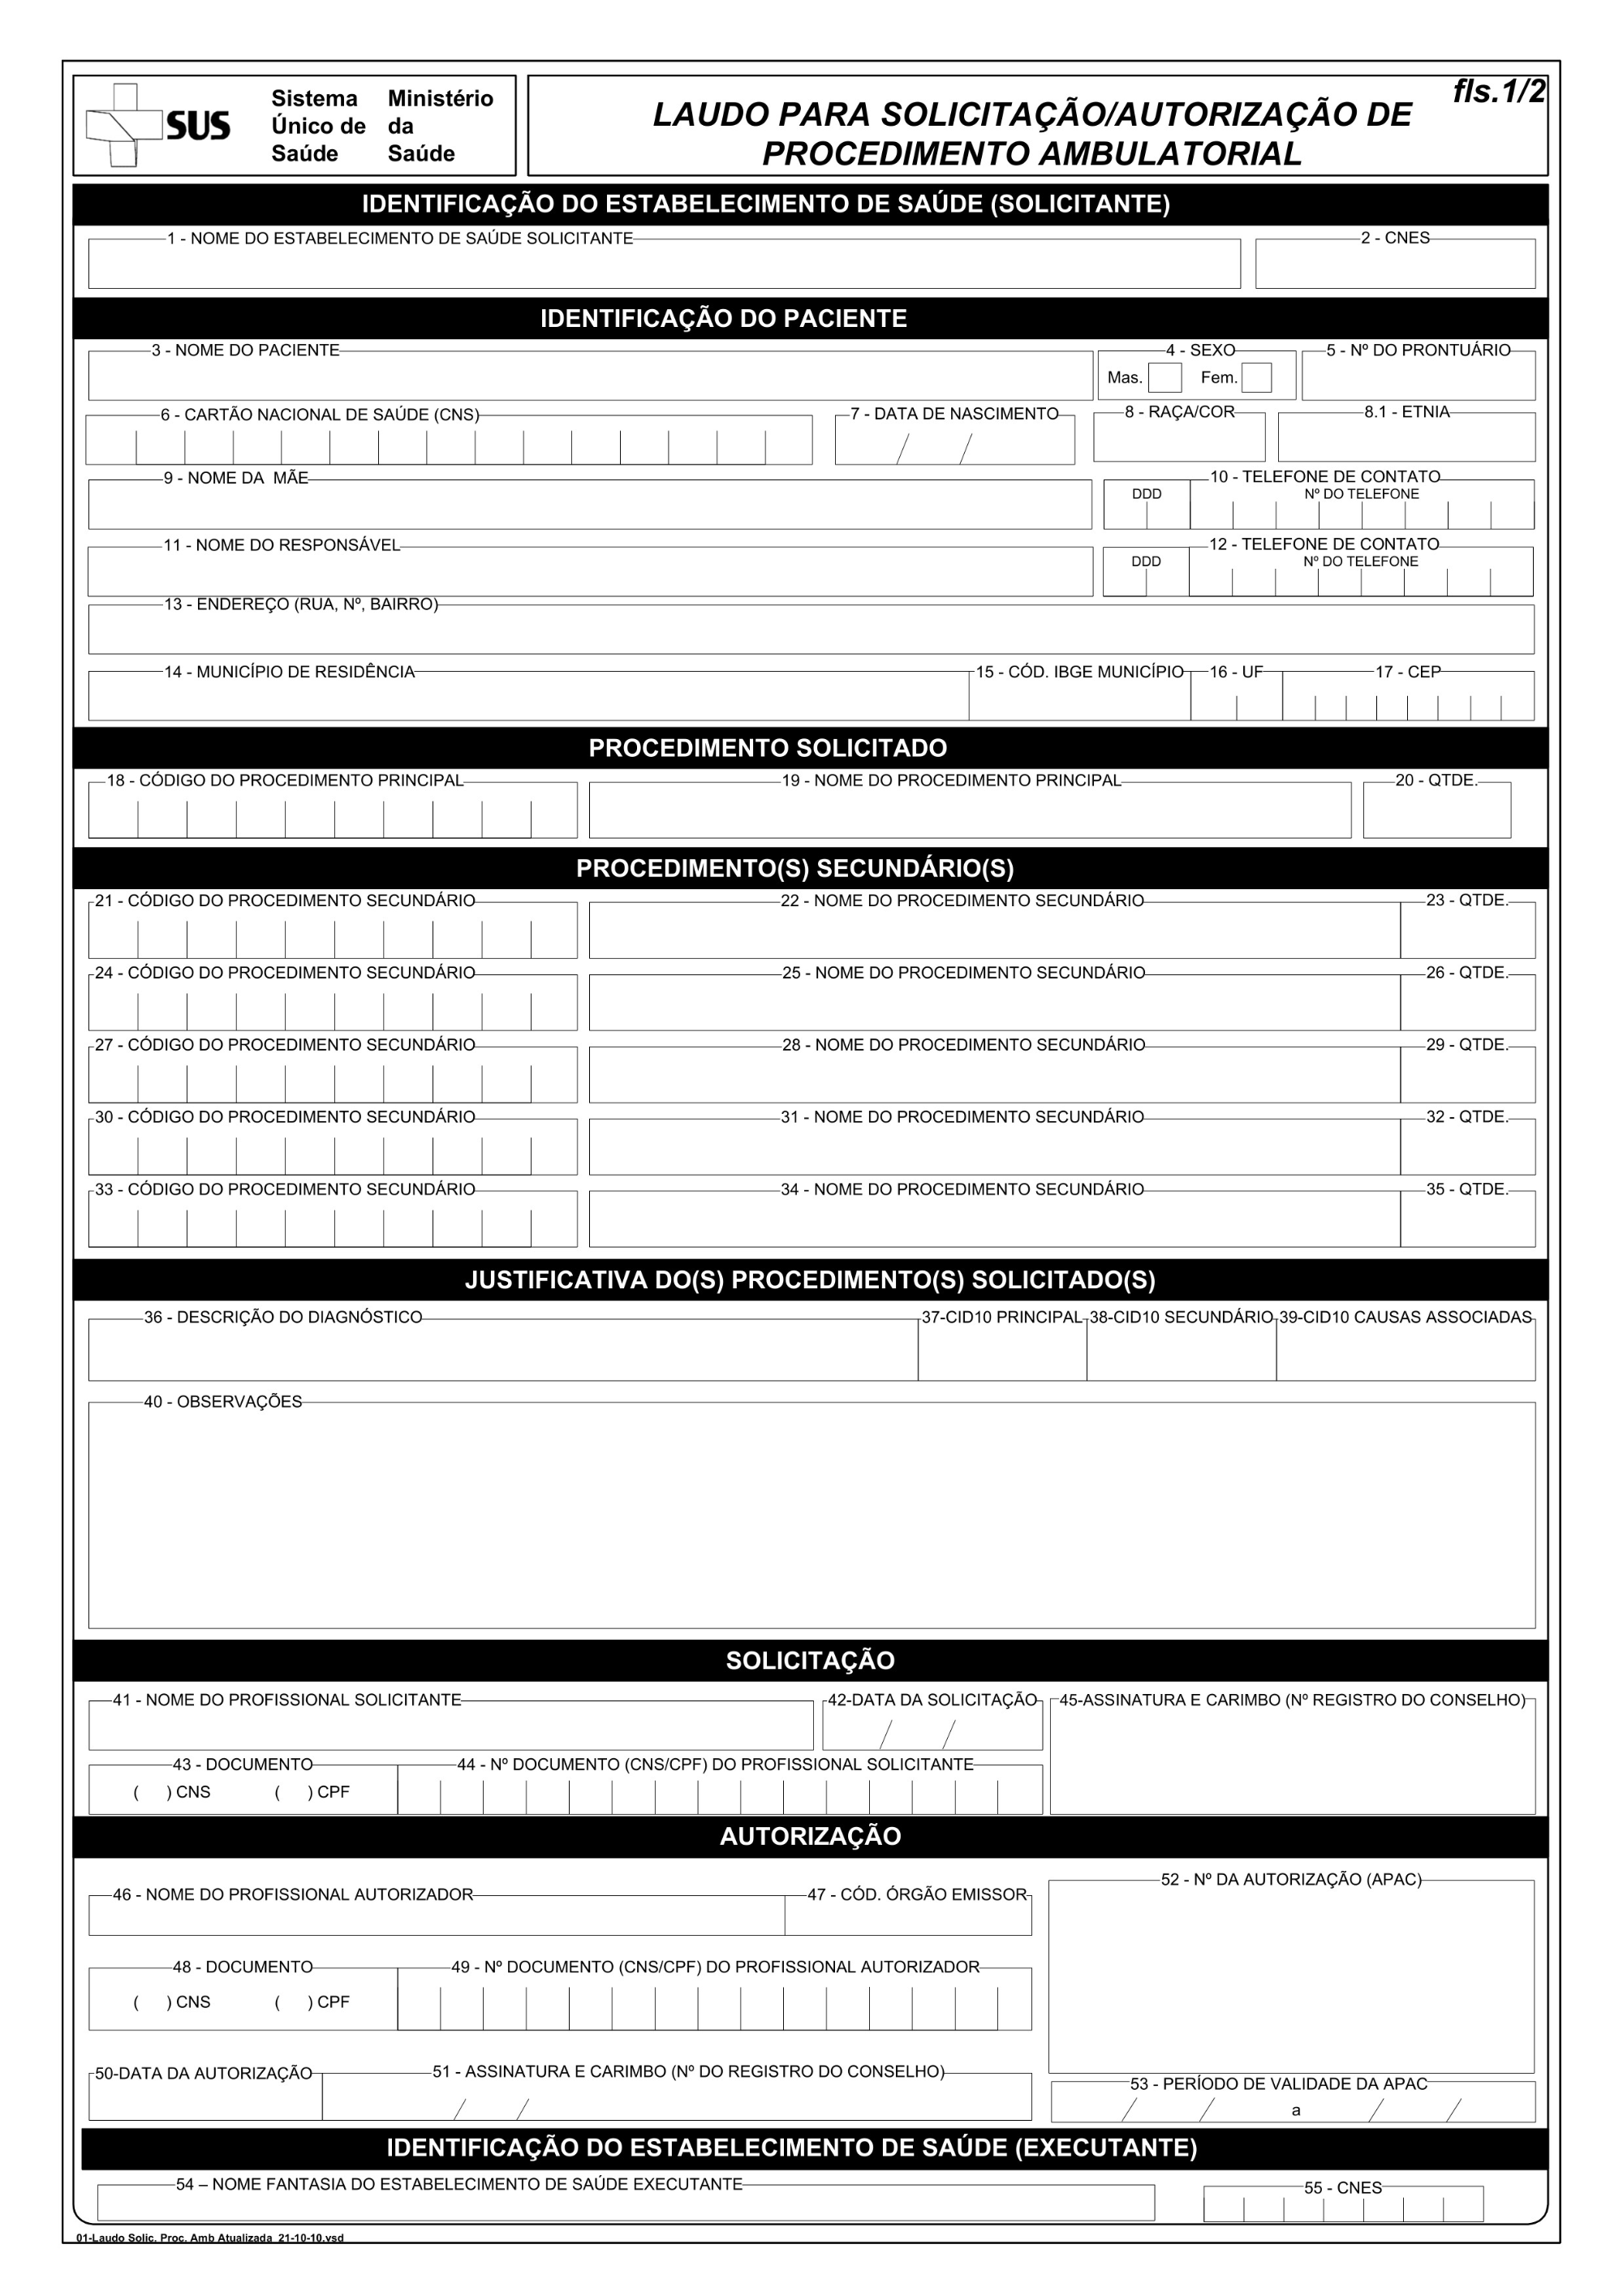 fls.1/2
SUS
Sistema Único de Saúde
Ministério da Saúde
LAUDO PARA SOLICITAÇÃO/AUTORIZAÇÃO DE
PROCEDIMENTO AMBULATORIAL
IDENTIFICAÇÃO DO ESTABELECIMENTO DE SAÚDE (SOLICITANTE)
1 - NOME DO ESTABELECIMENTO DE SAÚDE SOLICITANTE 2 - CNES
IDENTIFICAÇÃO DO PACIENTE
3 - NOME DO PACIENTE 4 - SEXO 5 - Nº DO PRONTUÁRIO
Mas. Fem.
6 - CARTÃO NACIONAL DE SAÚDE (CNS) 7 - DATA DE NASCIMENTO 8 - RAÇA/COR 8.1 - ETNIA
/ /
9 - NOME DA MÃE 10 - TELEFONE DE CONTATO
DDD Nº DO TELEFONE
11 - NOME DO RESPONSÁVEL 12 - TELEFONE DE CONTATO
DDD Nº DO TELEFONE
13 - ENDEREÇO (RUA, Nº, BAIRRO)
14 - MUNICÍPIO DE RESIDÊNCIA 15 - CÓD. IBGE MUNICÍPIO 16 - UF 17 - CEP
PROCEDIMENTO SOLICITADO
18 - CÓDIGO DO PROCEDIMENTO PRINCIPAL 19 - NOME DO PROCEDIMENTO PRINCIPAL 20 - QTDE.
PROCEDIMENTO(S) SECUNDÁRIO(S)
21 - CÓDIGO DO PROCEDIMENTO SECUNDÁRIO 22 - NOME DO PROCEDIMENTO SECUNDÁRIO 23 - QTDE.
24 - CÓDIGO DO PROCEDIMENTO SECUNDÁRIO 25 - NOME DO PROCEDIMENTO SECUNDÁRIO 26 - QTDE.
27 - CÓDIGO DO PROCEDIMENTO SECUNDÁRIO 28 - NOME DO PROCEDIMENTO SECUNDÁRIO 29 - QTDE.
30 - CÓDIGO DO PROCEDIMENTO SECUNDÁRIO 31 - NOME DO PROCEDIMENTO SECUNDÁRIO 32 - QTDE.
33 - CÓDIGO DO PROCEDIMENTO SECUNDÁRIO 34 - NOME DO PROCEDIMENTO SECUNDÁRIO 35 - QTDE.
JUSTIFICATIVA DO(S) PROCEDIMENTO(S) SOLICITADO(S)
36 - DESCRIÇÃO DO DIAGNÓSTICO 37-CID10 PRINCIPAL 38-CID10 SECUNDÁRIO 39-CID10 CAUSAS ASSOCIADAS
40 - OBSERVAÇÕES
SOLICITAÇÃO
41 - NOME DO PROFISSIONAL SOLICITANTE 42-DATA DA SOLICITAÇÃO 45-ASSINATURA E CARIMBO (Nº REGISTRO DO CONSELHO)
/ /
43 - DOCUMENTO 44 - Nº DOCUMENTO (CNS/CPF) DO PROFISSIONAL SOLICITANTE
( ) CNS ( ) CPF
AUTORIZAÇÃO
46 - NOME DO PROFISSIONAL AUTORIZADOR 47 - CÓD. ÓRGÃO EMISSOR 52 - Nº DA AUTORIZAÇÃO (APAC)
48 - DOCUMENTO 49 - Nº DOCUMENTO (CNS/CPF) DO PROFISSIONAL AUTORIZADOR
( ) CNS ( ) CPF
50-DATA DA AUTORIZAÇÃO 51 - ASSINATURA E CARIMBO (Nº DO REGISTRO DO CONSELHO)
/ /
53 - PERÍODO DE VALIDADE DA APAC
/ / a / /
IDENTIFICAÇÃO DO ESTABELECIMENTO DE SAÚDE (EXECUTANTE)
54 – NOME FANTASIA DO ESTABELECIMENTO DE SAÚDE EXECUTANTE 55 - CNES
01-Laudo Solic. Proc. Amb Atualizada 21-10-10.vsd